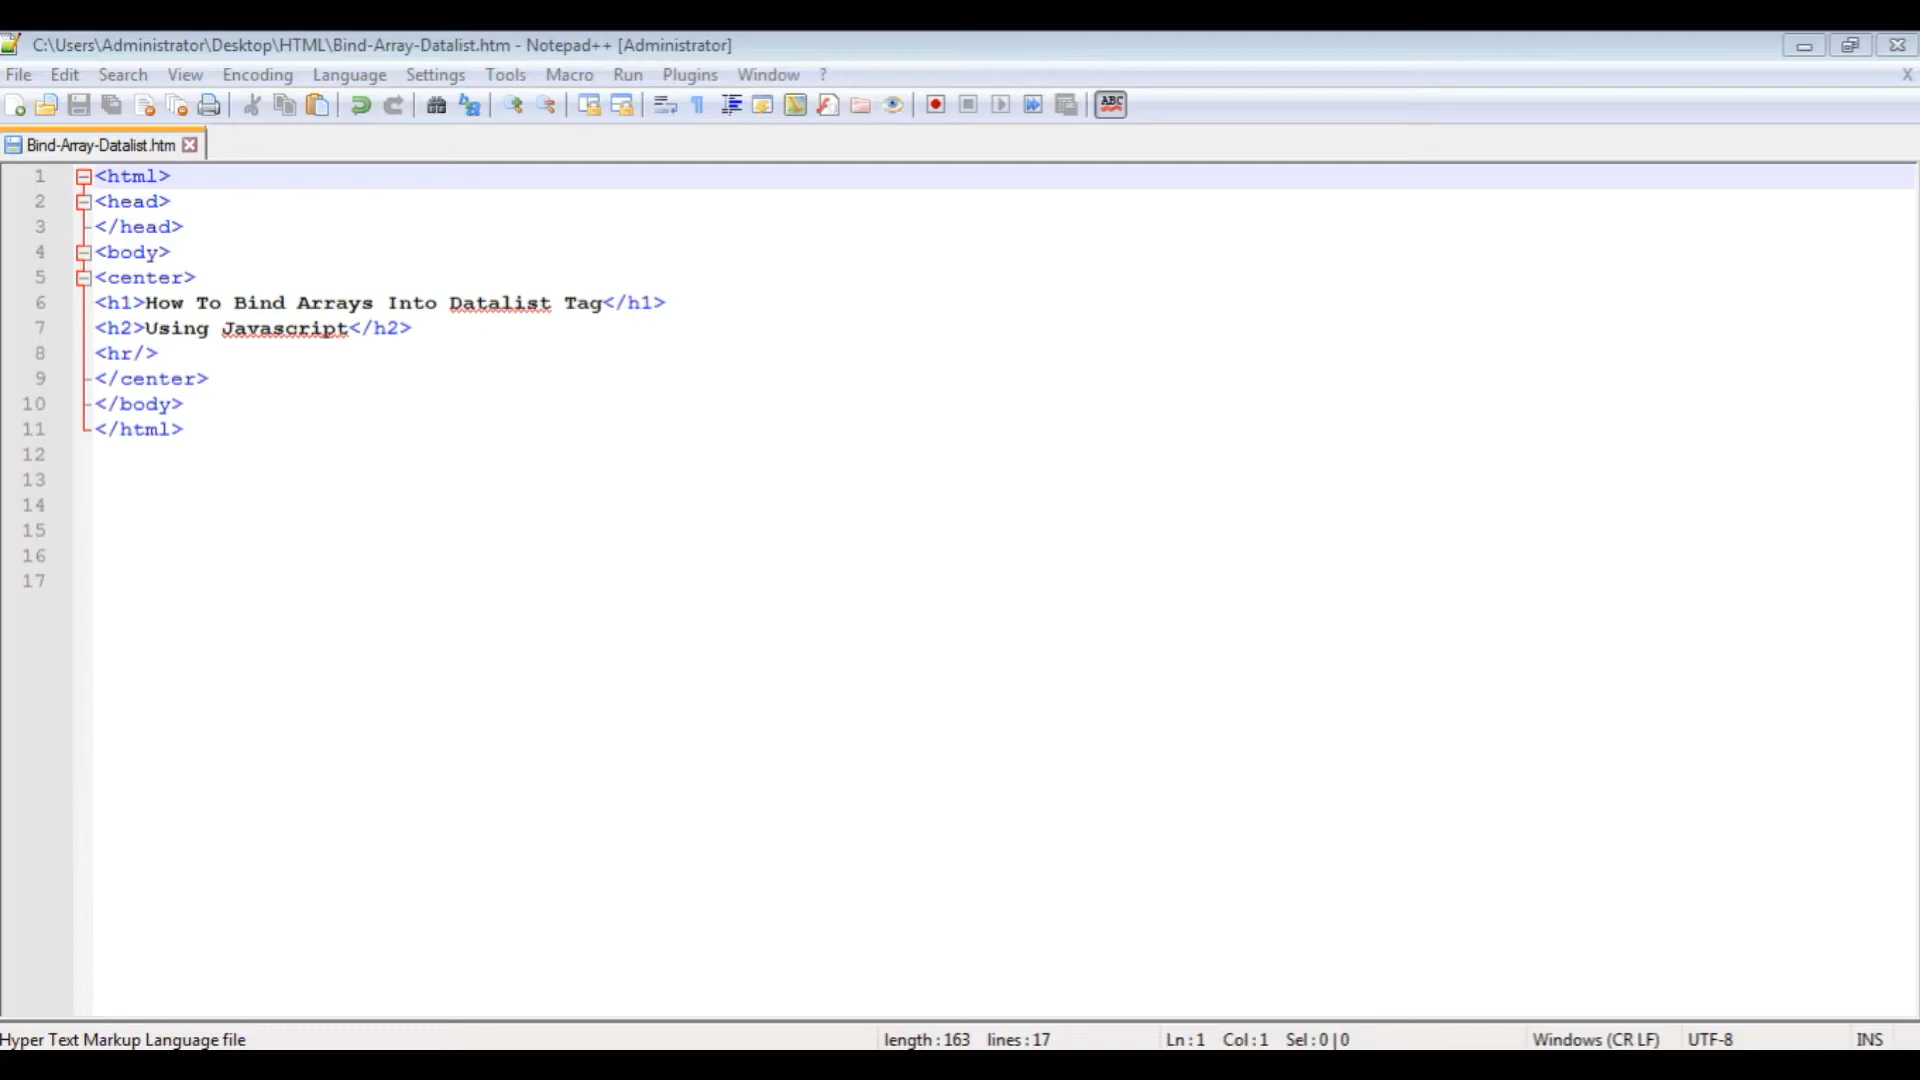 C:\Users\Administrator\Desktop\HTML\Bind-Array-Datalist.htm - Notepad++ [Administrator]
File Edit Search View Encoding Language Settings Tools Macro Run Plugins Window ? X
ABC
Bind-Array-Datalist.htm
1 <html>
2 <head>
3 </head>
4 <body>
5 <center>
6 <h1>How To Bind Arrays Into Datalist Tag</h1>
7 <h2>Using Javascript</h2>
8 <hr/>
9 </center>
10 </body>
11 </html>
12
13
14
15
16
17
Hyper Text Markup Language file length : 163 lines : 17 Ln : 1 Col : 1 Sel : 0 | 0 Windows (CR LF) UTF-8 INS